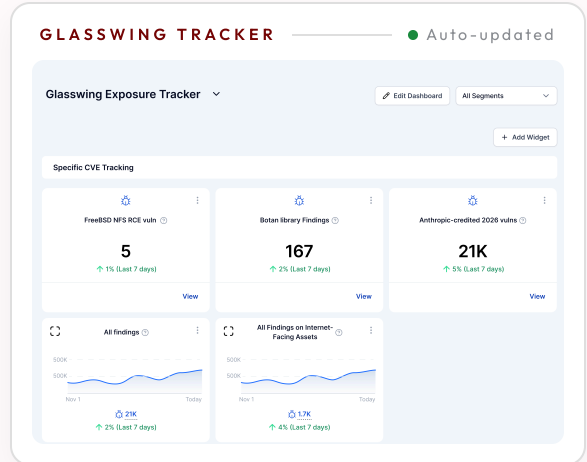 GLASSWING TRACKER
Auto-updated
Glasswing Exposure Tracker
Edit Dashboard
All Segments
+ Add Widget
Specific CVE Tracking
FreeBSD NFS RCE vuln
5
↑ 1% (Last 7 days)
View
Botan library Findings
167
↑ 2% (Last 7 days)
View
Anthropic-credited 2026 vulns
21K
↑ 5% (Last 7 days)
View
All findings
500K
500K
Nov 1
Today
21K
↑ 2% (Last 7 days)
All Findings on Internet-
Facing Assets
500K
500K
Nov 1
Today
1.7K
↑ 4% (Last 7 days)